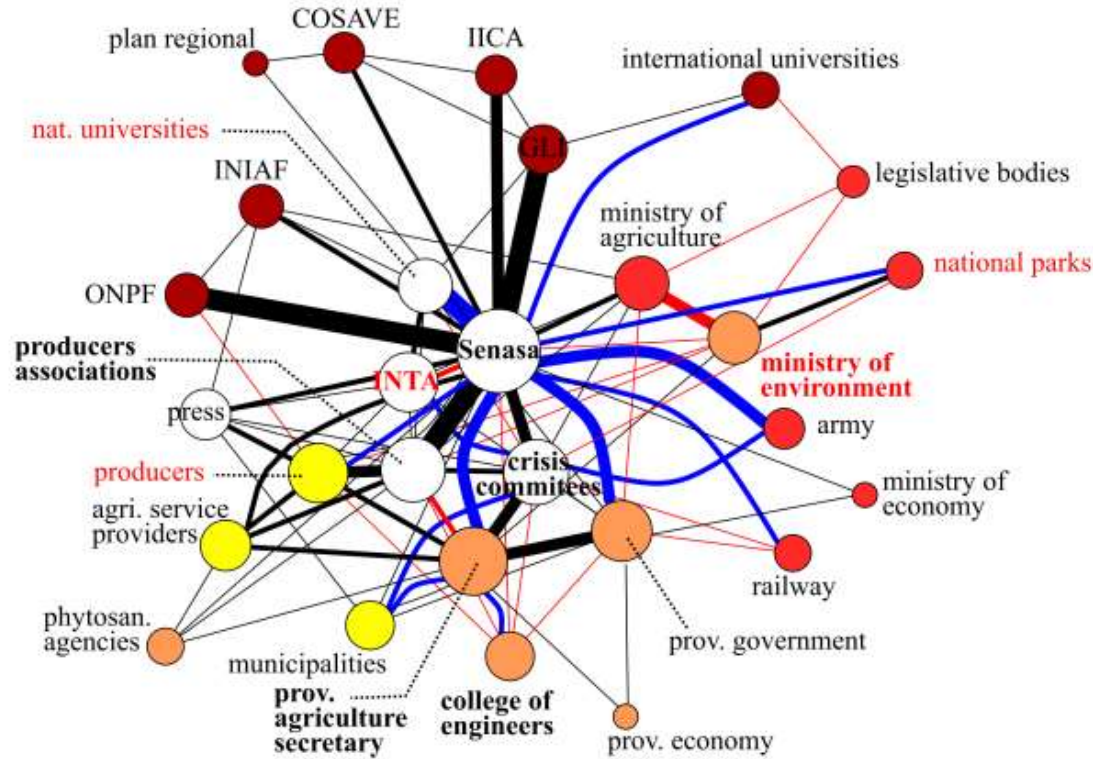 COSAVE
plan regional
IICA
international universities
nat. universities
GLI
INIAF
legislative bodies
ministry of
agriculture
national parks
ONPF
producers
associations
Senasa
ministry of
environment
INTA
press
army
producers
crisis
commitees
ministry of
economy
agri. service
providers
railway
phytosan.
agencies
prov. government
municipalities
prov.
agriculture
secretary
college of
engineers
prov. economy